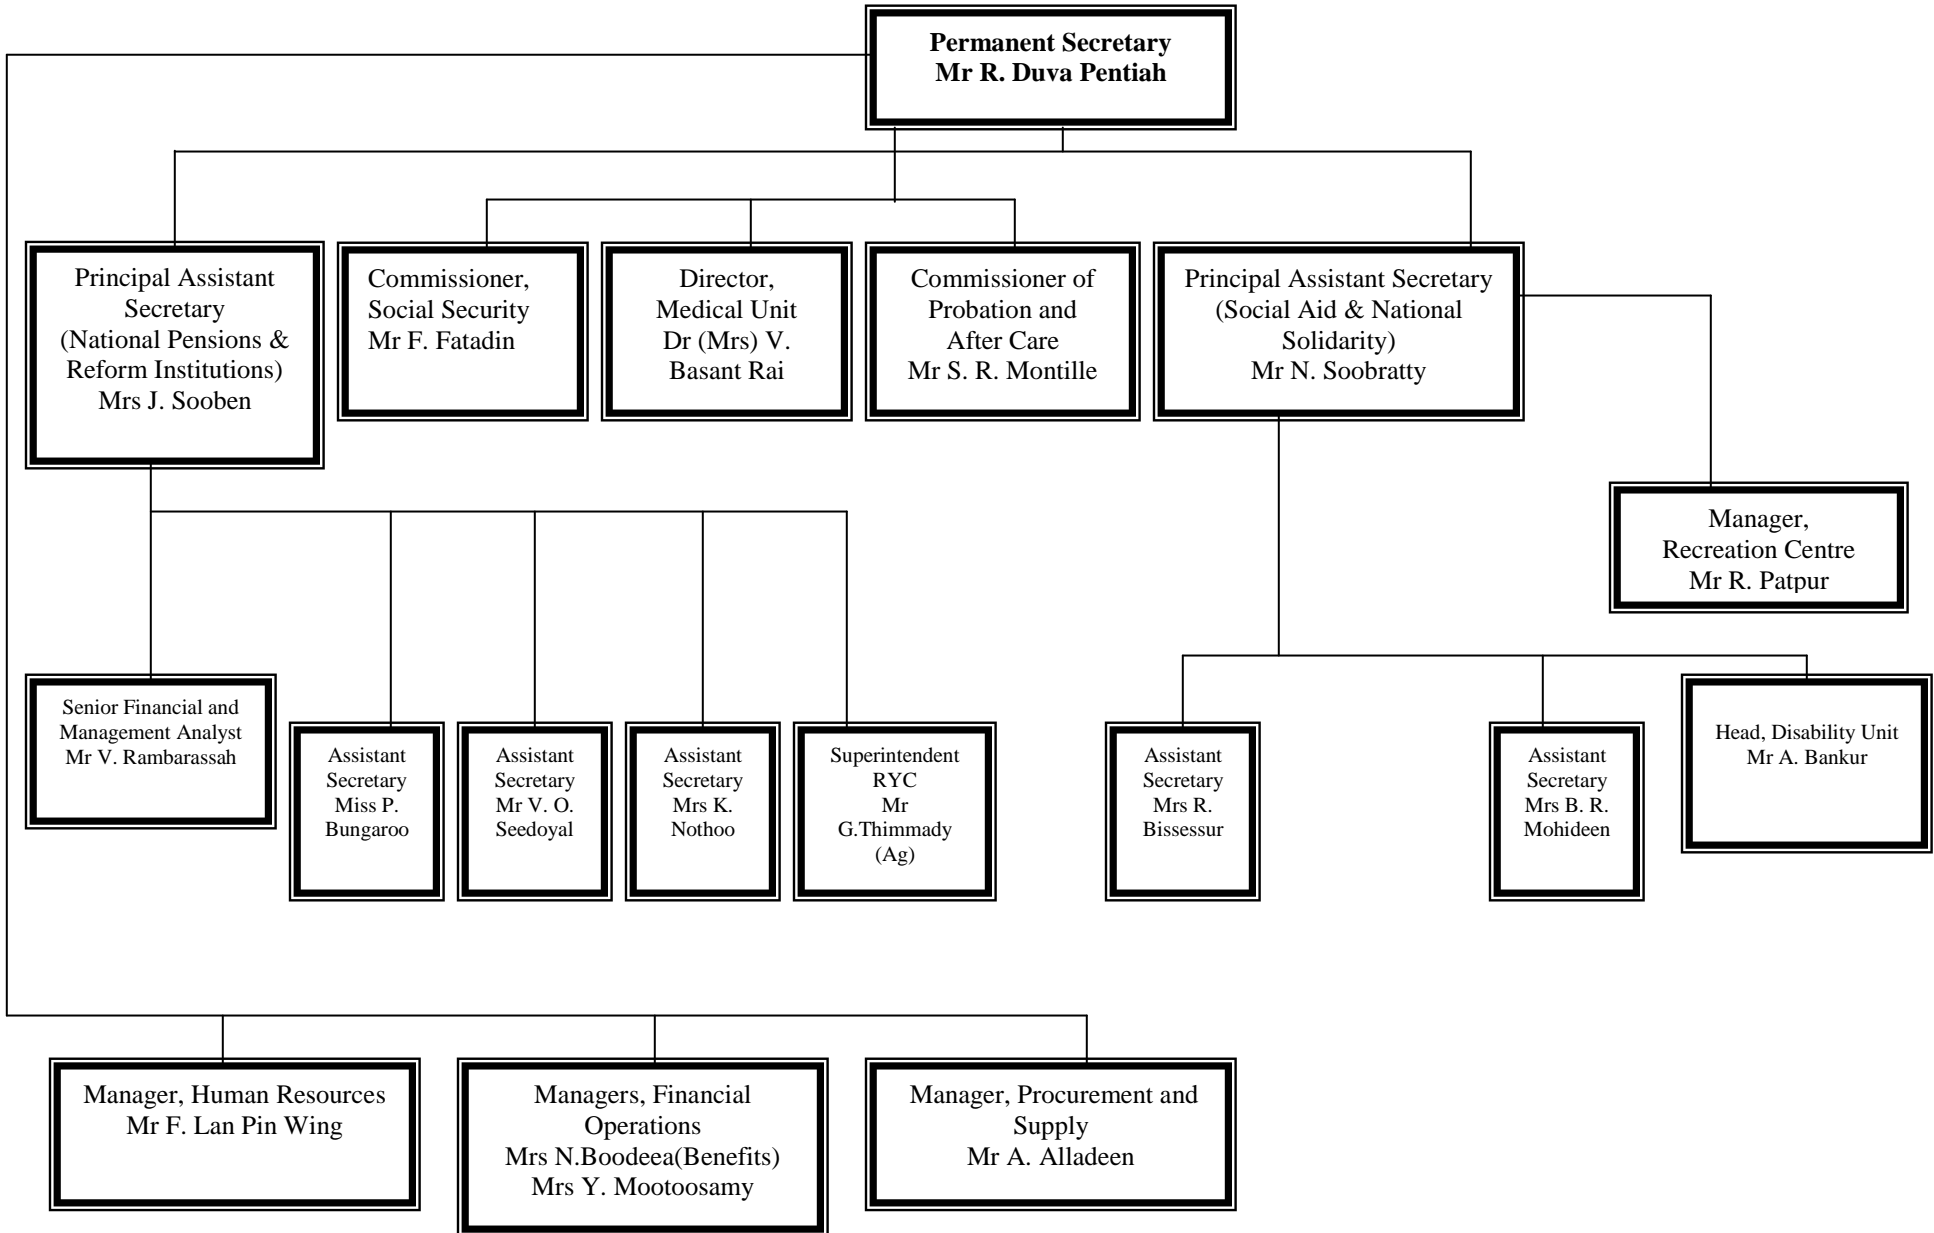 Permanent Secretary
Mr R. Duva Pentiah
Principal Assistant
Secretary
(National Pensions &
Reform Institutions)
Mrs J. Sooben
Commissioner,
Social Security
Mr F. Fatadin
Director,
Medical Unit
Dr (Mrs) V.
Basant Rai
Commissioner of
Probation and
After Care
Mr S. R. Montille
Principal Assistant Secretary
(Social Aid & National
Solidarity)
Mr N. Soobratty
Manager,
Recreation Centre
Mr R. Patpur
Senior Financial and
Management Analyst
Mr V. Rambarassah
Assistant
Secretary
Miss P.
Bungaroo
Assistant
Secretary
Mr V. O.
Seedoyal
Assistant
Secretary
Mrs K.
Nothoo
Superintendent
RYC
Mr
G.Thimmady
(Ag)
Assistant
Secretary
Mrs R.
Bissessur
Assistant
Secretary
Mrs B. R.
Mohideen
Head, Disability Unit
Mr A. Bankur
Manager, Human Resources
Mr F. Lan Pin Wing
Managers, Financial
Operations
Mrs N.Boodeea(Benefits)
Mrs Y. Mootoosamy
Manager, Procurement and
Supply
Mr A. Alladeen